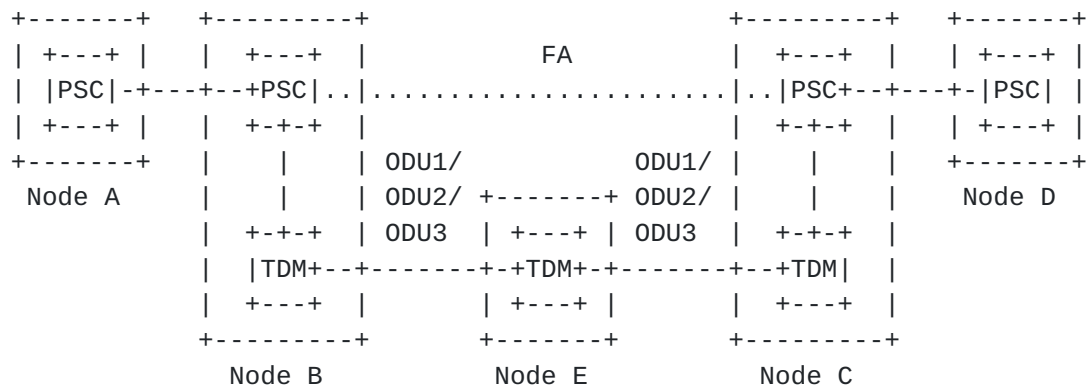 +-------+   +---------+                       +---------+   +-------+
| +---+ |   |  +---+  |           FA          |  +---+  |   | +---+ |
| |PSC|-+---+--+PSC|..|.......................|..|PSC+--+---+-|PSC| |
| +---+ |   |  +-+-+  |                       |  +-+-+  |   | +---+ |
+-------+   |    |    | ODU1/           ODU1/ |    |    |   +-------+
 Node A     |    |    | ODU2/ +-------+ ODU2/ |    |    |    Node D
            |  +-+-+  | ODU3  | +---+ | ODU3  |  +-+-+  |
            |  |TDM+--+-------+-+TDM+-+-------+--+TDM|  |
            |  +---+  |       | +---+ |       |  +---+  |
            +---------+       +-------+       +---------+
              Node B           Node E           Node C